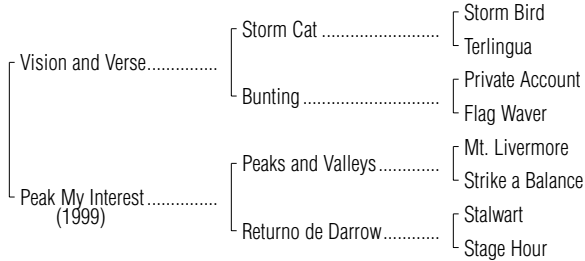 Storm Bird
Storm Cat ..........................
Terlingua
Vision and Verse...............
Private Account
Bunting ..............................
Flag Waver
Mt. Livermore
Peaks and Valleys .............
Strike a Balance
Peak My Interest ...............
(1999)
Stalwart
Returno de Darrow ............
Stage Hour